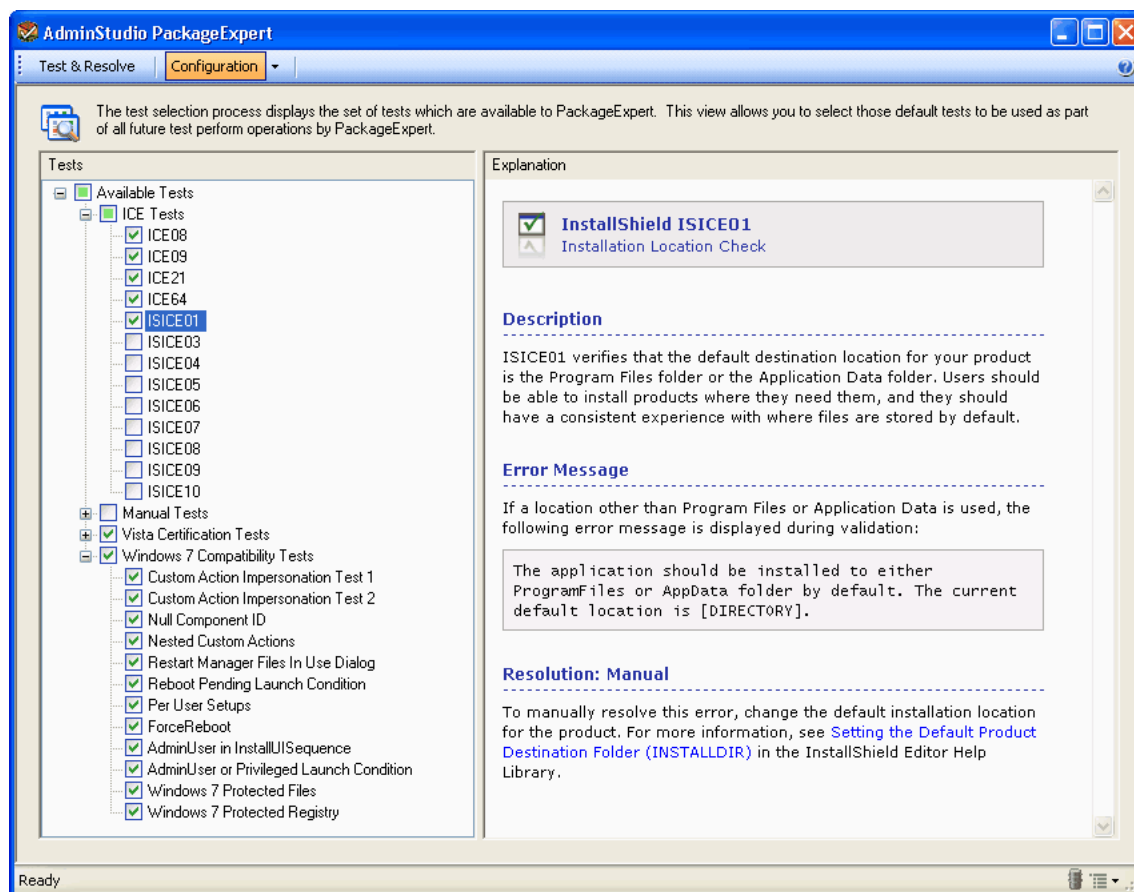 AdminStudio PackageExpert
Test & Resolve
Configuration
The test selection process displays the set of tests which are available to PackageExpert. This view allows you to select those default tests to be used as part
of all future test perform operations by PackageExpert.
Tests
Available Tests
ICE Tests
ICE08
ICE09
ICE21
ICE64
ISICE01
ISICE03
ISICE04
ISICE05
ISICE06
ISICE07
ISICE08
ISICE09
ISICE10
Manual Tests
Vista Certification Tests
Windows 7 Compatibility Tests
Custom Action Impersonation Test 1
Custom Action Impersonation Test 2
Null Component ID
Nested Custom Actions
Restart Manager Files In Use Dialog
Reboot Pending Launch Condition
Per User Setups
ForceReboot
AdminUser in InstallUISequence
AdminUser or Privileged Launch Condition
Windows 7 Protected Files
Windows 7 Protected Registry
Explanation
InstallShield ISICE01
Installation Location Check
Description
ISICE01 verifies that the default destination location for your product
is the Program Files folder or the Application Data folder. Users should
be able to install products where they need them, and they should
have a consistent experience with where files are stored by default.
Error Message
If a location other than Program Files or Application Data is used, the
following error message is displayed during validation:
The application should be installed to either
ProgramFiles or AppData folder by default. The current
default location is [DIRECTORY].
Resolution: Manual
To manually resolve this error, change the default installation location
for the product. For more information, see Setting the Default Product
Destination Folder (INSTALLDIR) in the InstallShield Editor Help
Library.
Ready